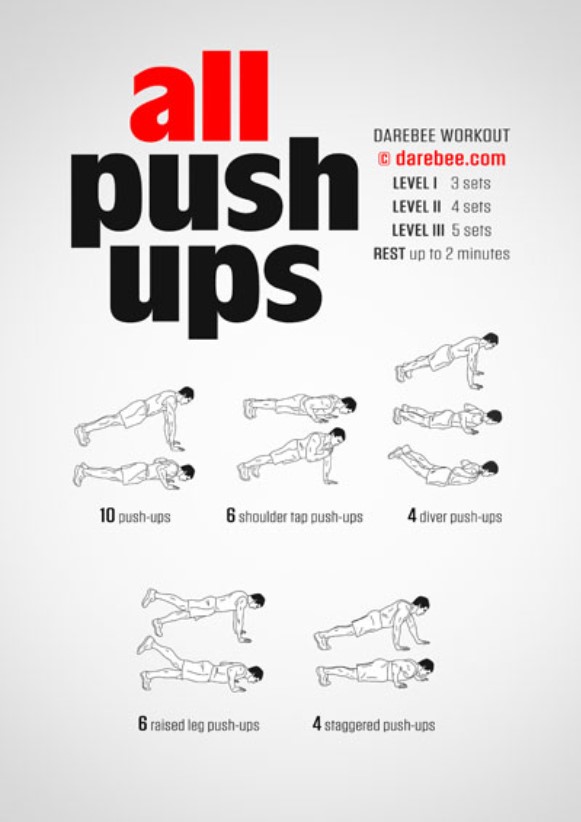 all
push
ups
DAREBEE WORKOUT
© darebee.com
LEVEL I 3 sets
LEVEL II 4 sets
LEVEL III 5 sets
REST up to 2 minutes
10 push-ups
6 shoulder tap push-ups
4 diver push-ups
6 raised leg push-ups
4 staggered push-ups